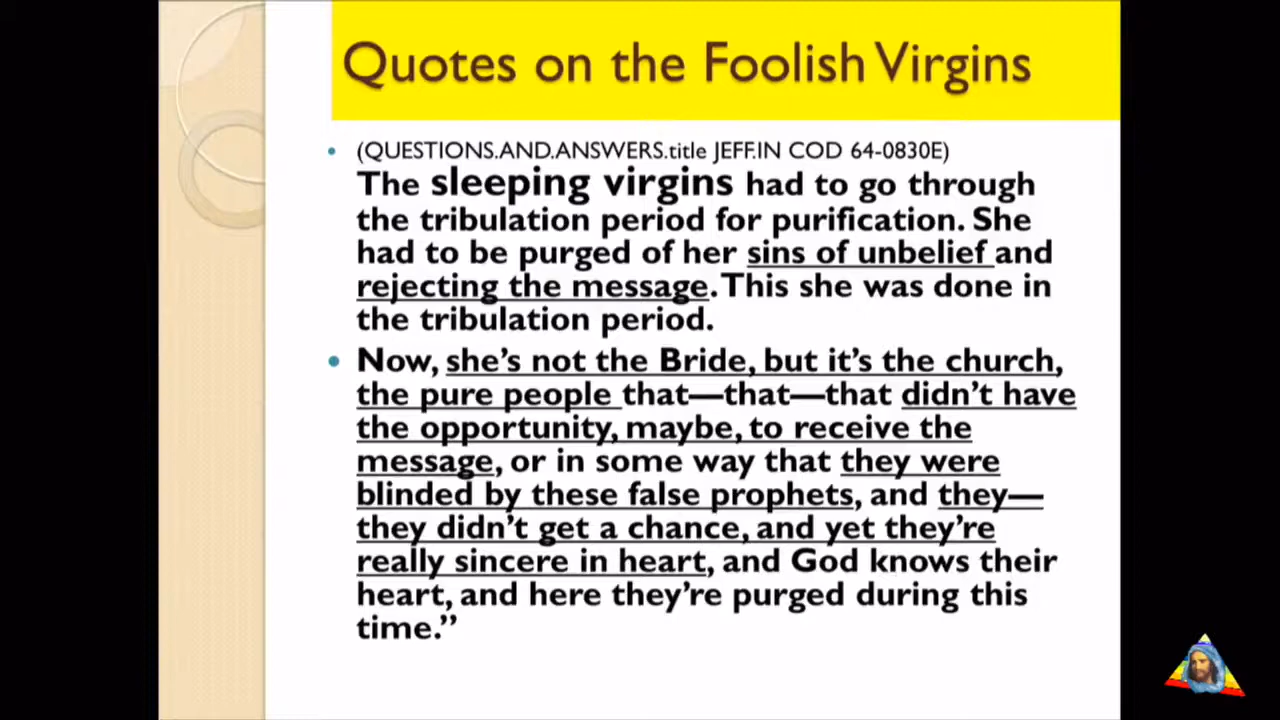 Quotes on the Foolish Virgins
(QUESTIONS.AND.ANSWERS.title JEFF.IN COD 64-0830E)
The sleeping virgins had to go through
the tribulation period for purification. She
had to be purged of her sins of unbelief and
rejecting the message. This she was done in
the tribulation period.
Now, she's not the Bride, but it's the church,
the pure people that—that—that didn't have
the opportunity, maybe, to receive the
message, or in some way that they were
blinded by these false prophets, and they—
they didn't get a chance, and yet they're
really sincere in heart, and God knows their
heart, and here they're purged during this
time.”